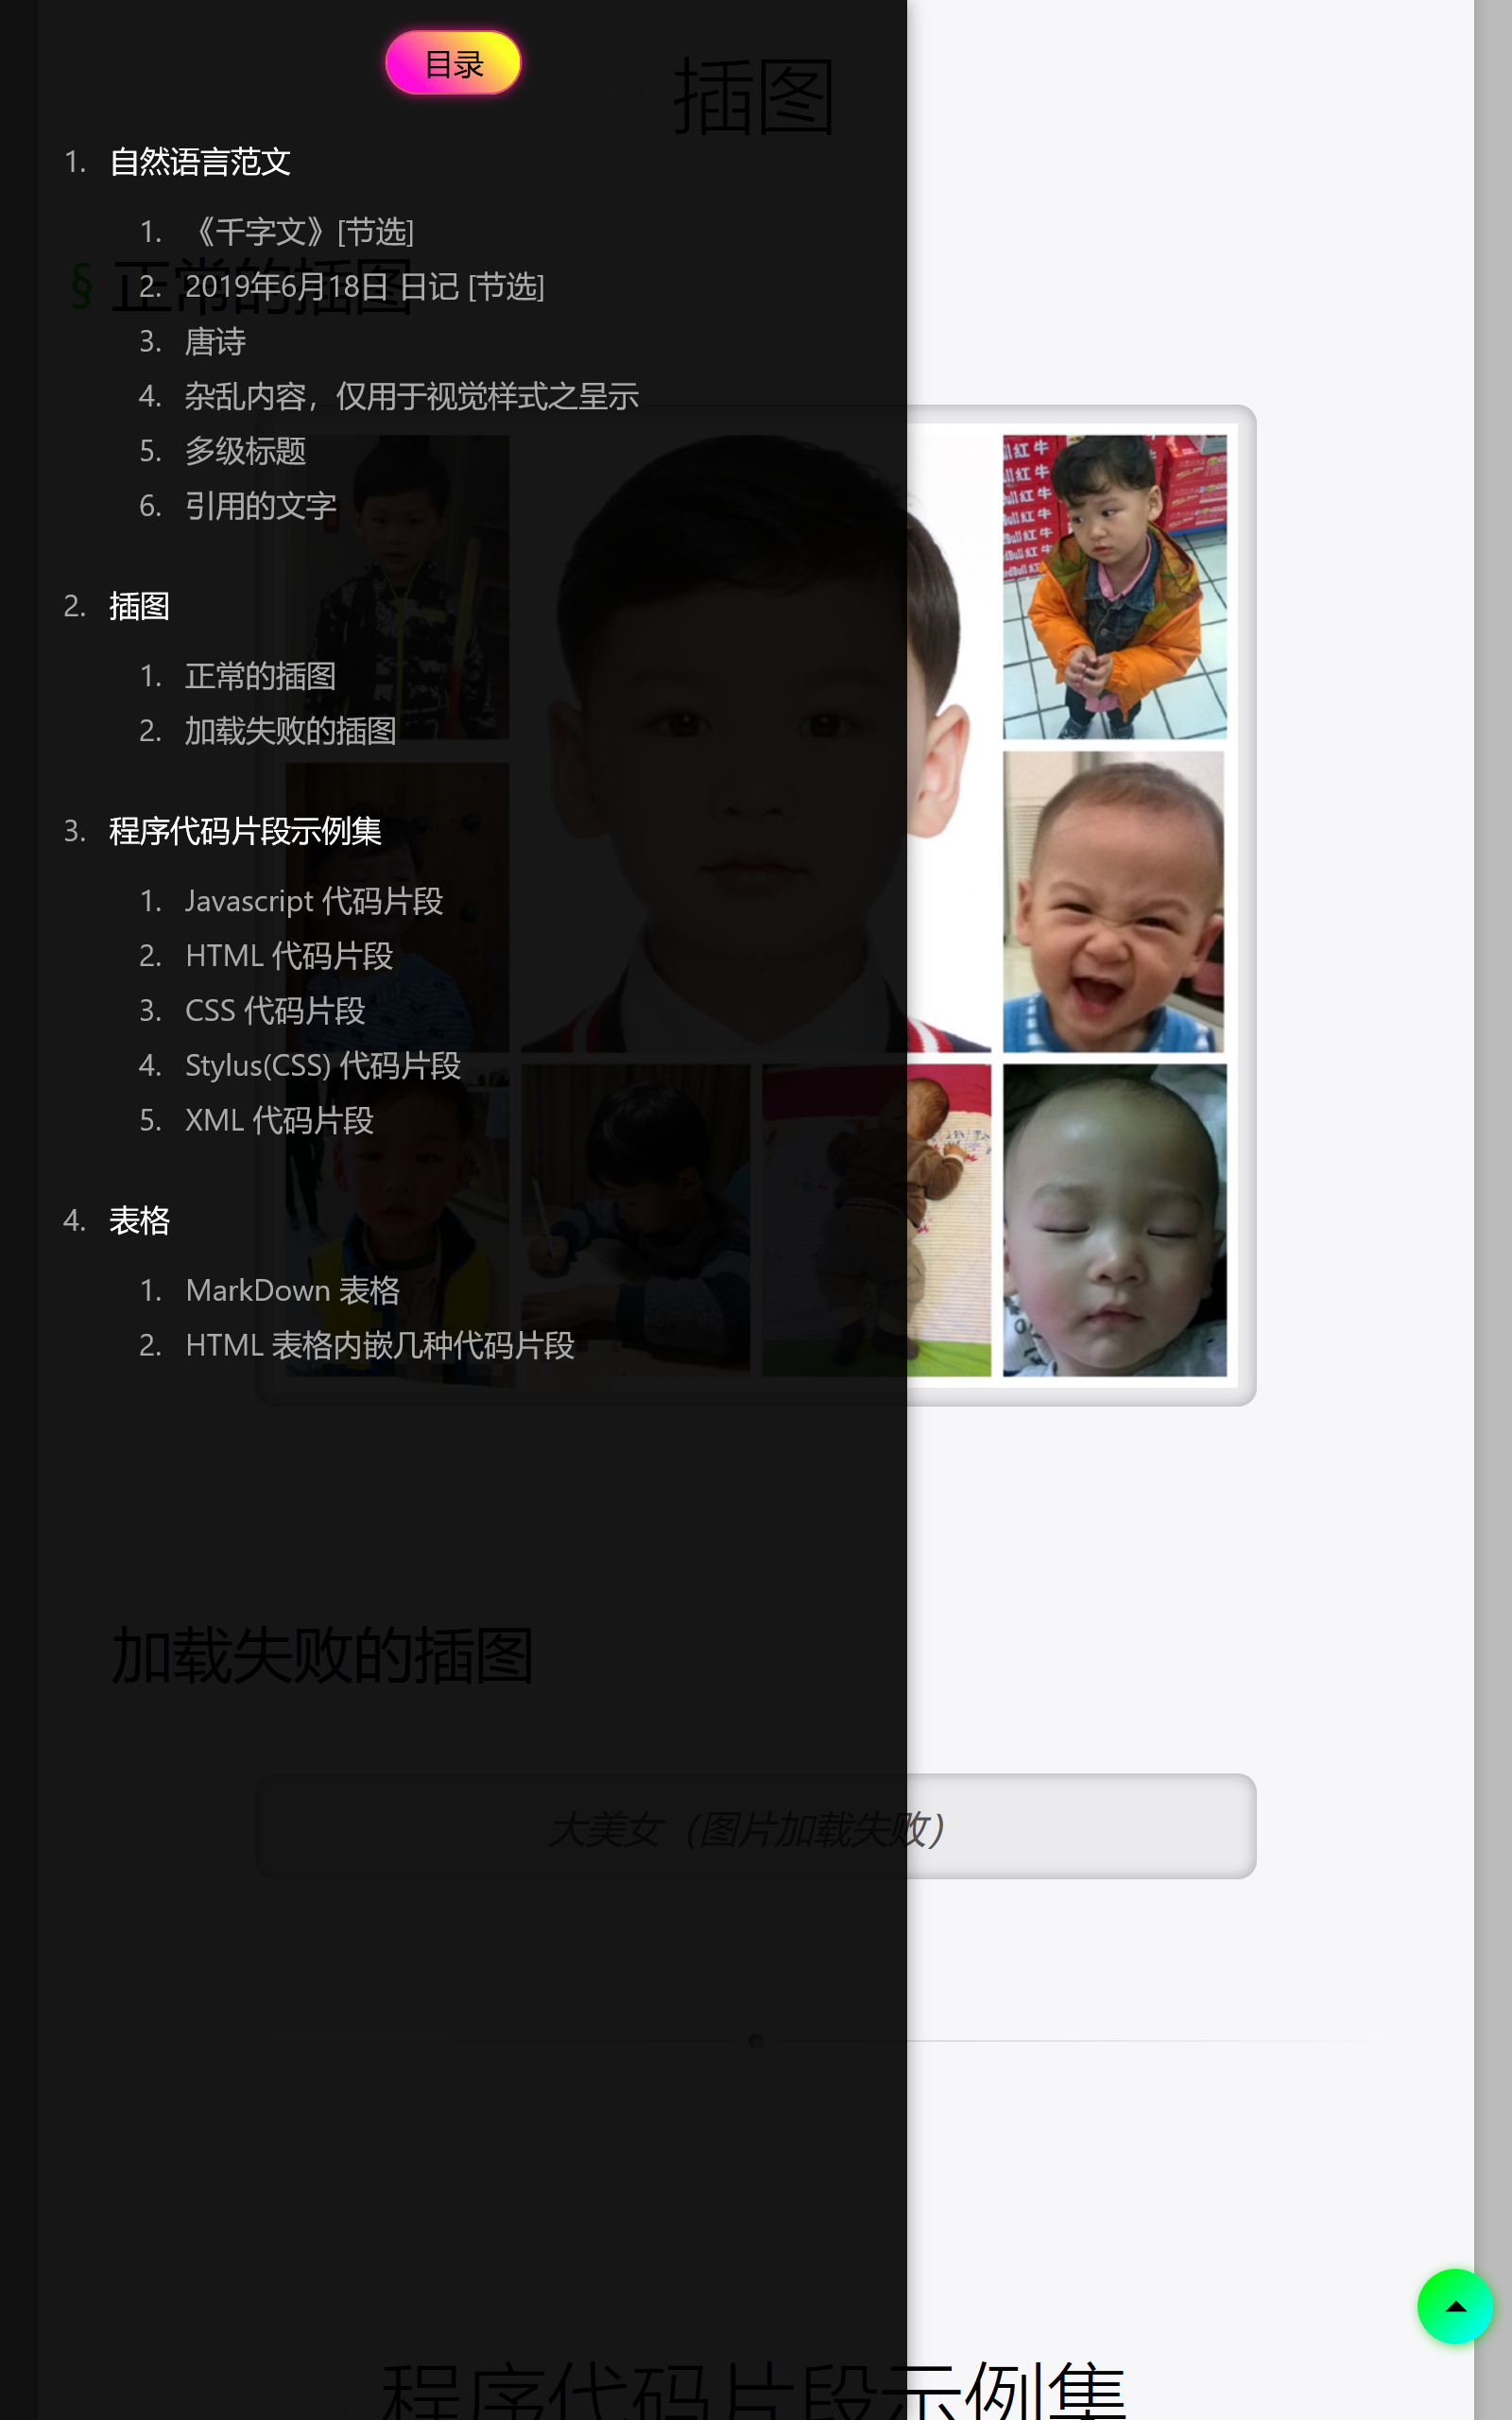 目录
插图
1. 自然语言范文
1. 《千字文》[节选]
§ 正常的插图
2. 2019年6月18日 日记 [节选]
3. 唐诗
4. 杂乱内容，仅用于视觉样式之呈示
5. 多级标题
6. 引用的文字
2. 插图
1. 正常的插图
2. 加载失败的插图
3. 程序代码片段示例集
1. Javascript 代码片段
2. HTML 代码片段
3. CSS 代码片段
4. Stylus(CSS) 代码片段
5. XML 代码片段
4. 表格
1. MarkDown 表格
2. HTML 表格内嵌几种代码片段
加载失败的插图
大美女（图片加载失败）
程序代码片段示例集